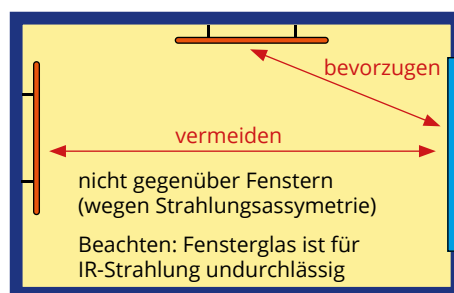 bevorzugen
vermeiden
nicht gegenüber Fenstern
(wegen Strahlungsassymetrie)
Beachten: Fensterglas ist für
IR-Strahlung undurchlässig